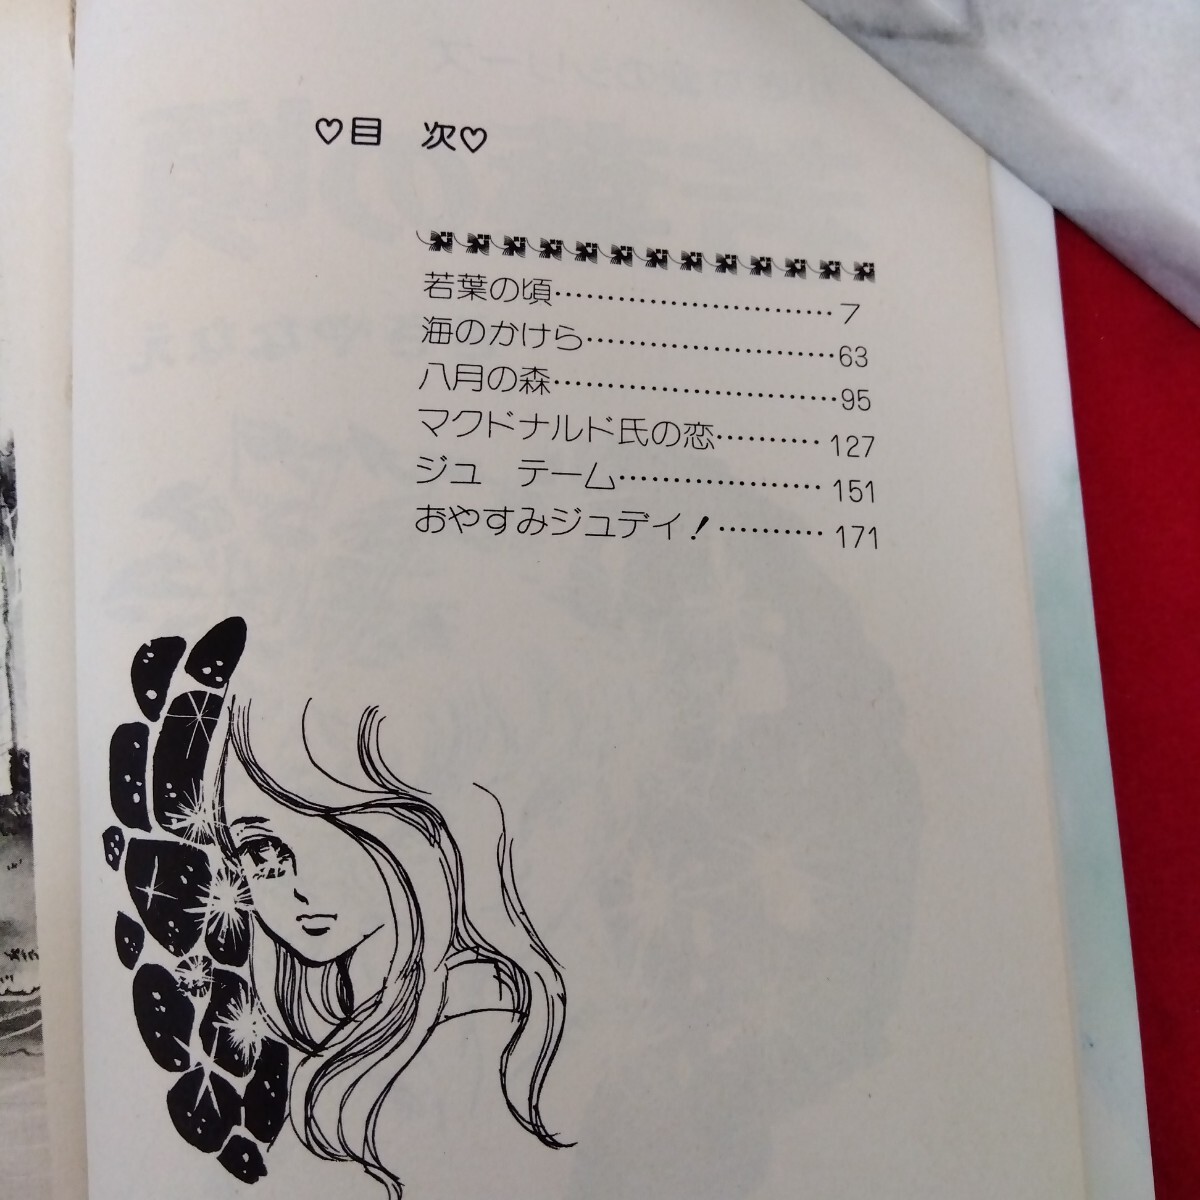 ♡目　次♡
若葉の頃…………………………7
海のかけら………………………63
八月の森…………………………95
マクドナルド氏の恋…………127
ジュ　テーム…………………151
おやすみジュディ！…………171